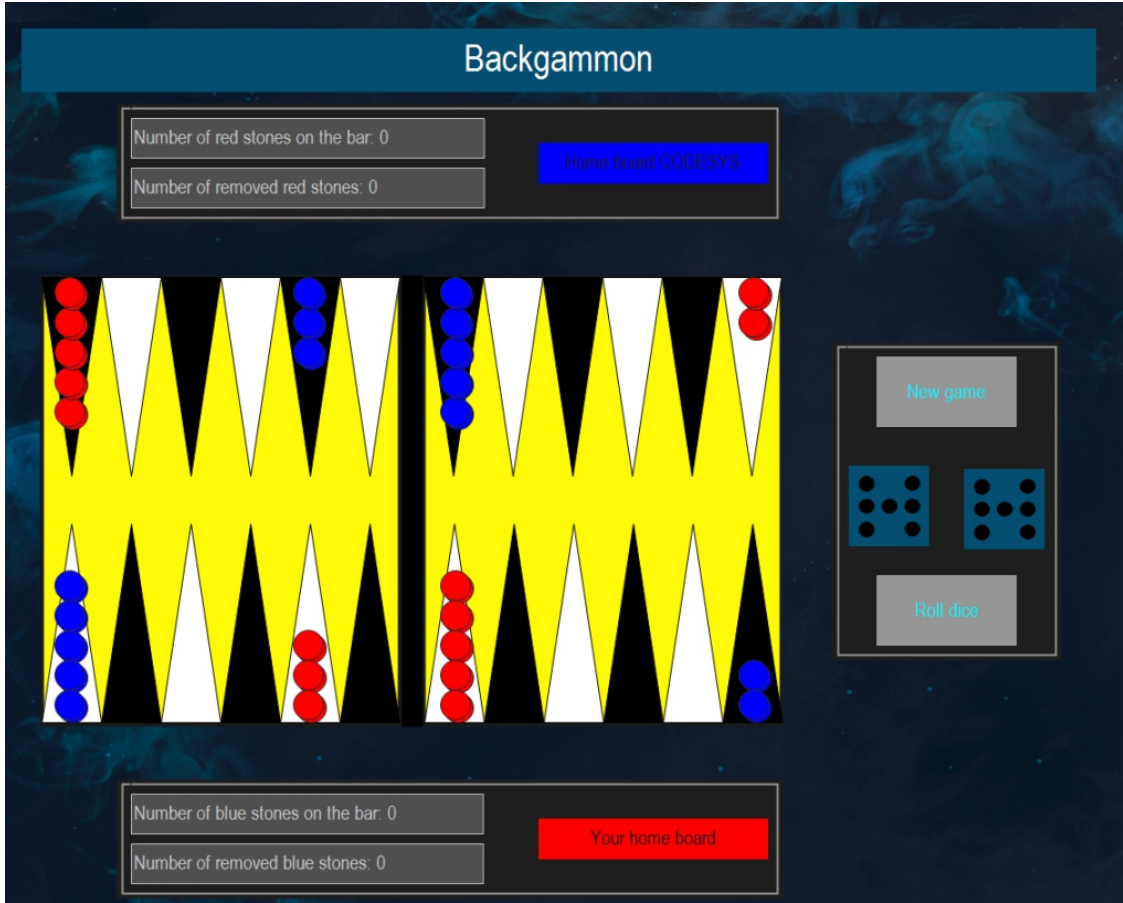 Backgammon
Number of red stones on the bar: 0
Home board CODESYS
Number of removed red stones: 0
New game
Roll dice
Number of blue stones on the bar: 0
Your home board
Number of removed blue stones: 0